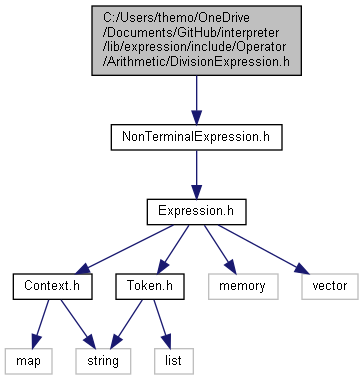 C:/Users/themo/OneDrive
/Documents/GitHub/interpreter
/lib/expression/include/Operator
/Arithmetic/DivisionExpression.h
NonTerminalExpression.h
Expression.h
Context.h
Token.h
memory
vector
map
string
list